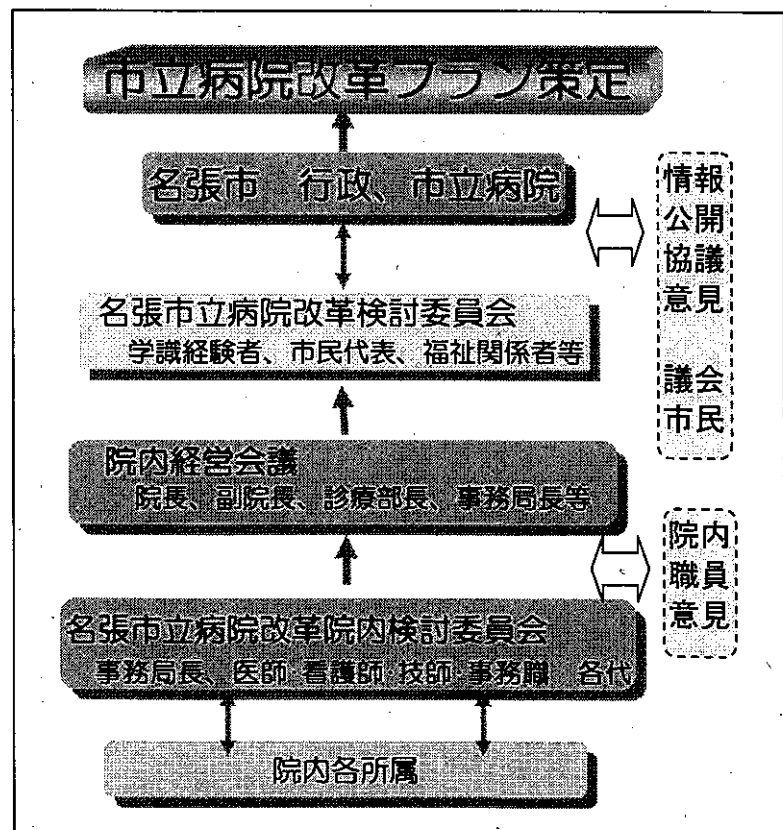 市立病院改革プラン策定
名張市　行政、市立病院
情報
公開
協議
意見
議会
市民
名張市立病院改革検討委員会
学識経験者、市民代表、福祉関係者等
院内経営会議
院長、副院長、診療部長、事務局長等
院内
職員
意見
名張市立病院改革院内検討委員会
事務局長、医師・看護師・技師・事務職　各代
院内各所属